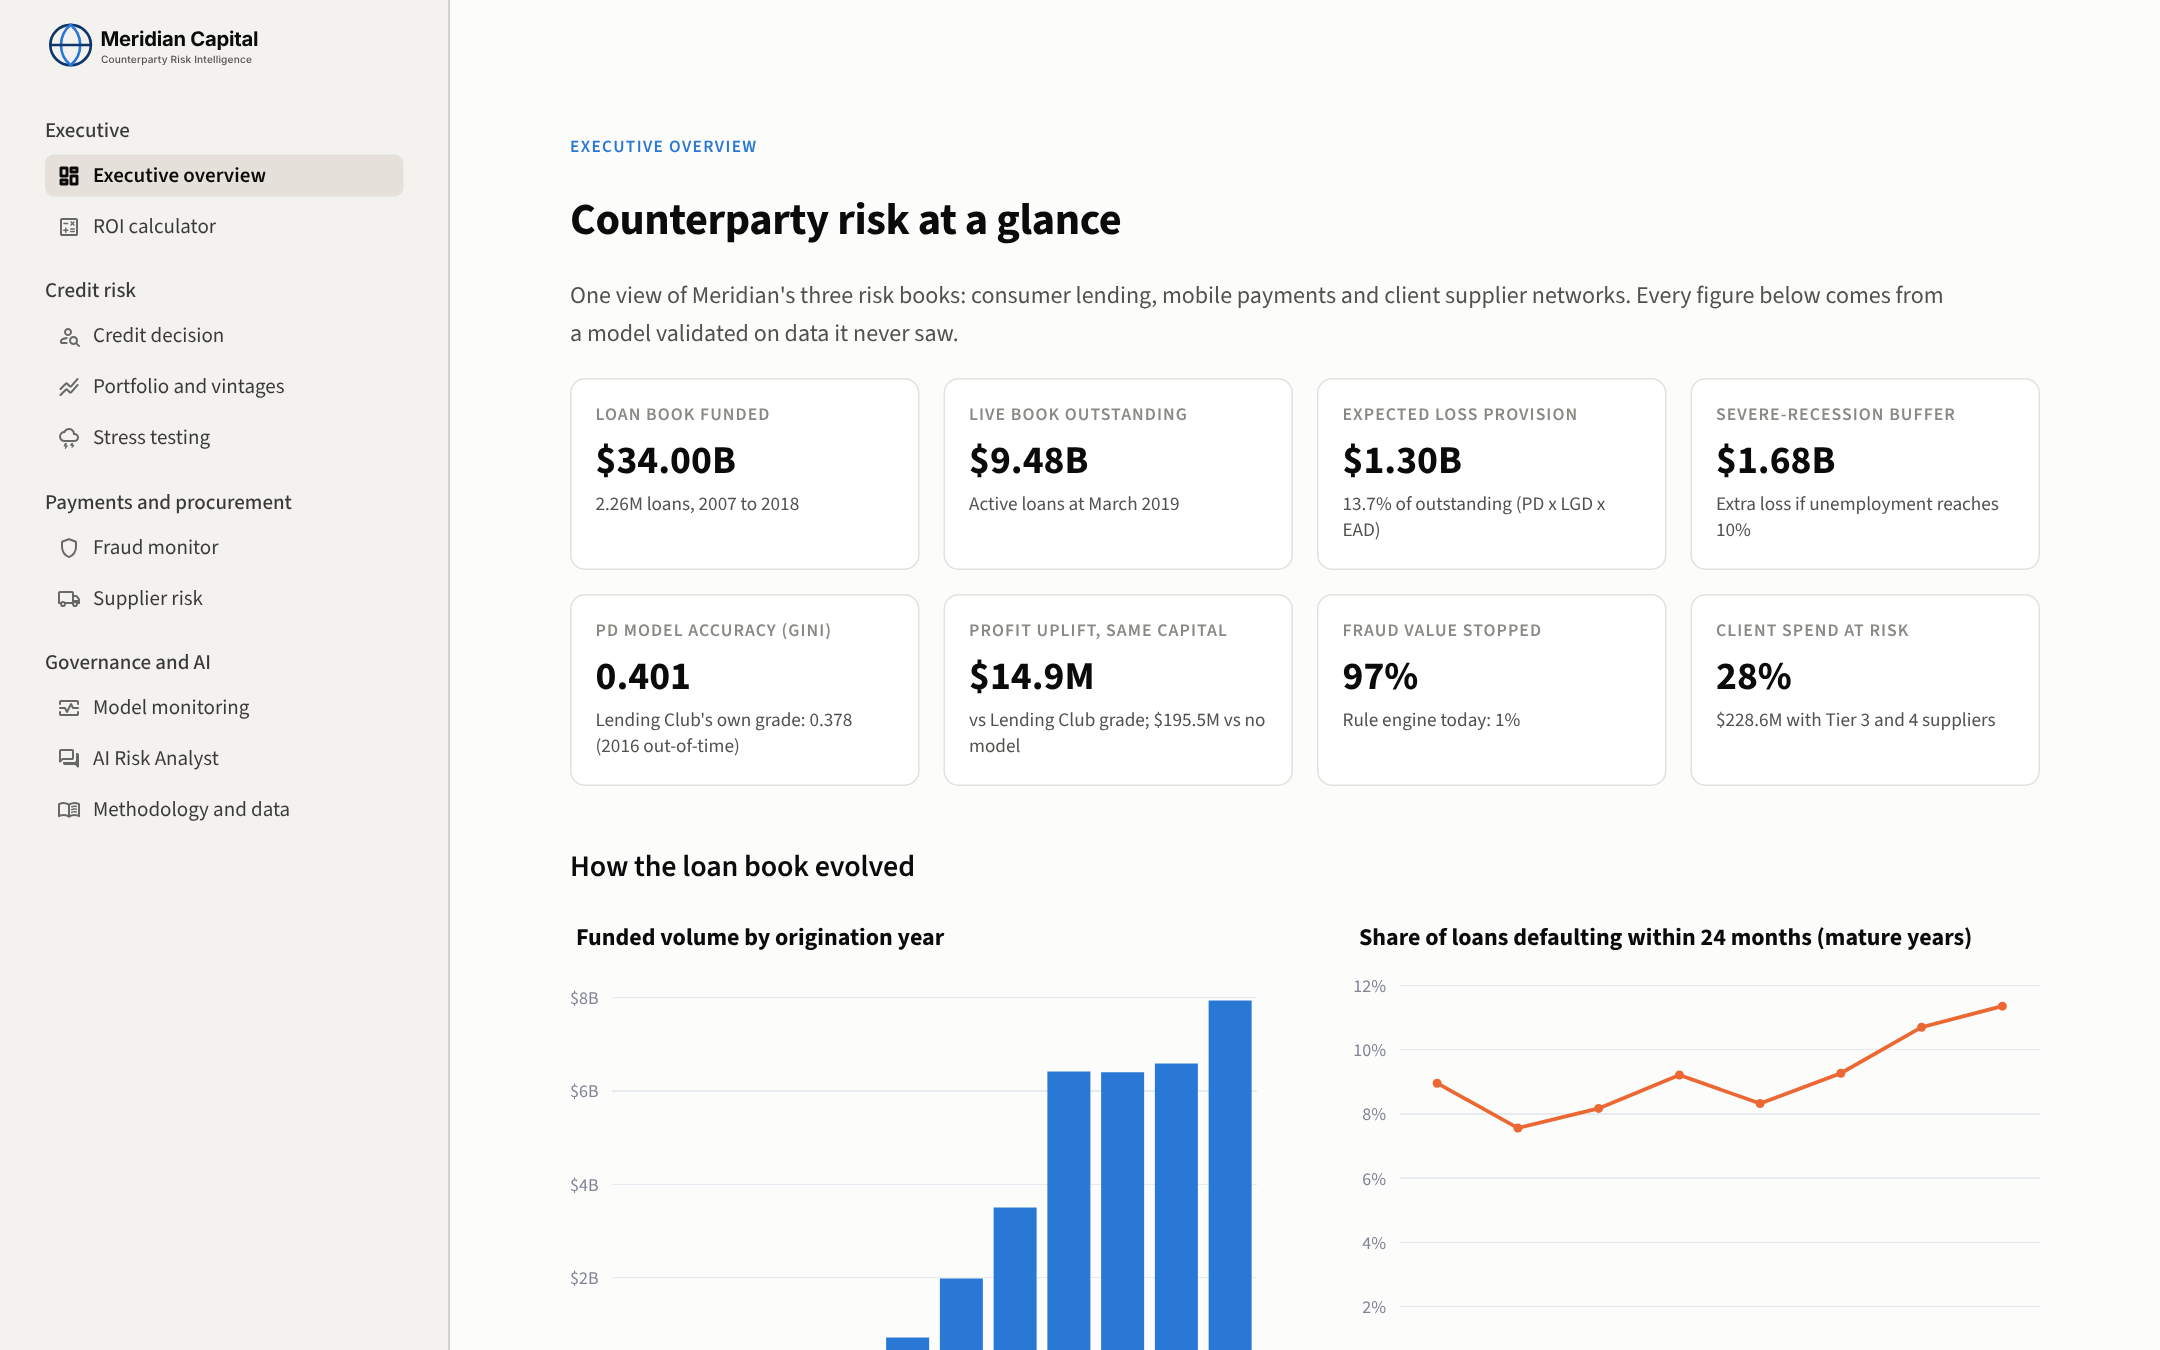 Meridian Capital
Counterparty Risk Intelligence
Executive
Executive overview
ROI calculator
Credit risk
Credit decision
Portfolio and vintages
Stress testing
Payments and procurement
Fraud monitor
Supplier risk
Governance and AI
Model monitoring
AI Risk Analyst
Methodology and data
EXECUTIVE OVERVIEW
Counterparty risk at a glance
One view of Meridian's three risk books: consumer lending, mobile payments and client supplier networks. Every figure below comes from
a model validated on data it never saw.
LOAN BOOK FUNDED
$34.00B
2.26M loans, 2007 to 2018
LIVE BOOK OUTSTANDING
$9.48B
Active loans at March 2019
EXPECTED LOSS PROVISION
$1.30B
13.7% of outstanding (PD x LGD x
EAD)
SEVERE-RECESSION BUFFER
$1.68B
Extra loss if unemployment reaches
10%
PD MODEL ACCURACY (GINI)
0.401
Lending Club's own grade: 0.378
(2016 out-of-time)
PROFIT UPLIFT, SAME CAPITAL
$14.9M
vs Lending Club grade; $195.5M vs no
model
FRAUD VALUE STOPPED
97%
Rule engine today: 1%
CLIENT SPEND AT RISK
28%
$228.6M with Tier 3 and 4 suppliers
How the loan book evolved
Funded volume by origination year
$8B
$6B
$4B
$2B
Share of loans defaulting within 24 months (mature years)
12%
10%
8%
6%
4%
2%